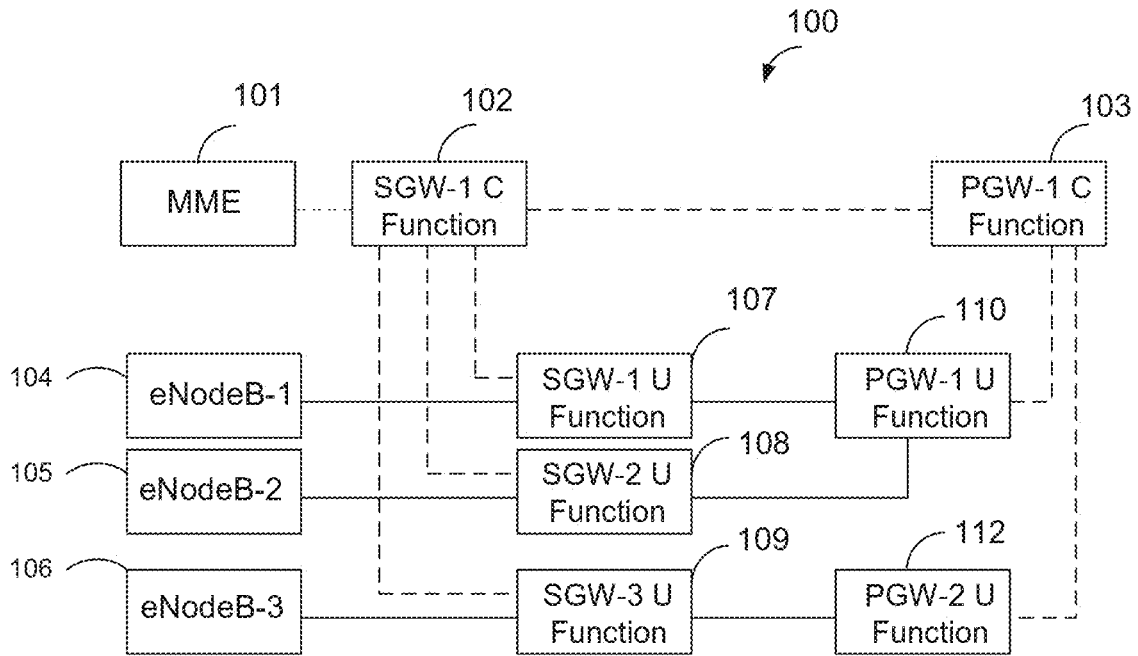 100
101
102
103
MME
SGW-1 C
Function
PGW-1 C
Function
107
110
104
eNodeB-1
SGW-1 U
Function
PGW-1 U
Function
105
eNodeB-2
108
SGW-2 U
Function
106
eNodeB-3
109
112
SGW-3 U
Function
PGW-2 U
Function